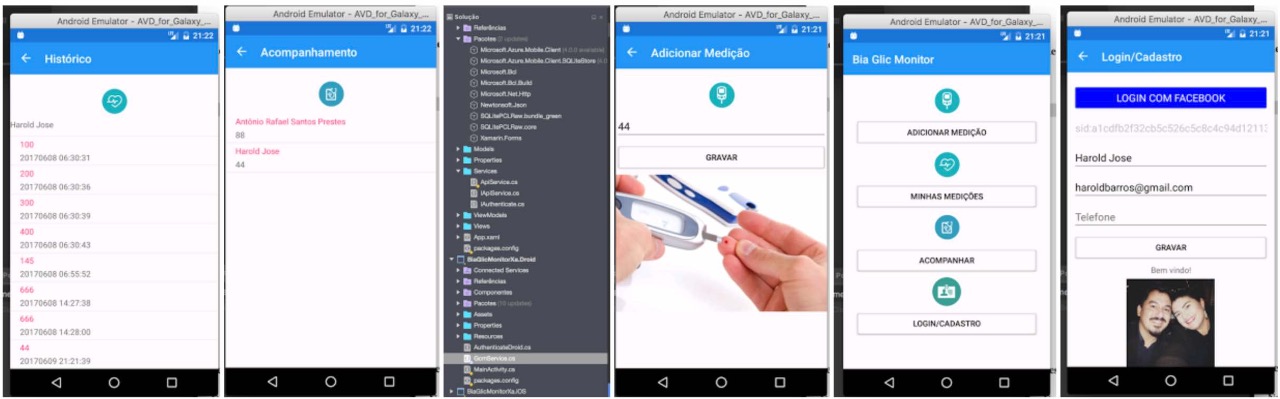 Android Emulator - AVD_for_Galaxy_...
21:22
Histórico
Harold Jose
100
20170608 06:30:31
200
20170608 06:30:36
300
20170608 06:30:39
400
20170608 06:30:43
145
20170608 06:55:52
666
20170608 14:27:38
666
20170608 14:28:00
44
20170609 21:21:39
Android Emulator - AVD_for_Galaxy_...
21:22
Acompanhamento
Antônio Rafael Santos Prestes
88
Harold Jose
44
Solução
Referências
Pacotes (2 updates)
Microsoft.Azure.Mobile.Client (4.0.0 available)
Microsoft.Azure.Mobile.Client.SQLiteStore (4.0
Microsoft.Bcl
Microsoft.Bcl.Build
Microsoft.Net.Http
Newtonsoft.Json
SQLitePCLRaw.bundle_green
SQLitePCLRaw.core
Xamarin.Forms
Models
Properties
Services
ApiService.cs
IApiService.cs
IAuthenticate.cs
ViewModels
Views
App.xaml
packages.config
BiaGlicMonitorXa.Droid
Connected Services
Referências
Componentes
Pacotes (10 updates)
Assets
Properties
Resources
AuthenticateDroid.cs
GcmService.cs
MainActivity.cs
packages.config
BiaGlicMonitorXa.iOS
Android Emulator - AVD_for_Galaxy_...
21:21
Adicionar Medição
44
GRAVAR
Android Emulator - AVD_for_Galaxy_...
21:21
Bia Glic Monitor
ADICIONAR MEDIÇÃO
MINHAS MEDIÇÕES
ACOMPANHAR
LOGIN/CADASTRO
Android Emulator - AVD_for_Galaxy_...
21:21
Login/Cadastro
LOGIN COM FACEBOOK
sid:a1cdfb2f32cb5c526c5c8c4c94d12113
Harold Jose
haroldbarros@gmail.com
Telefone
GRAVAR
Bem vindo!